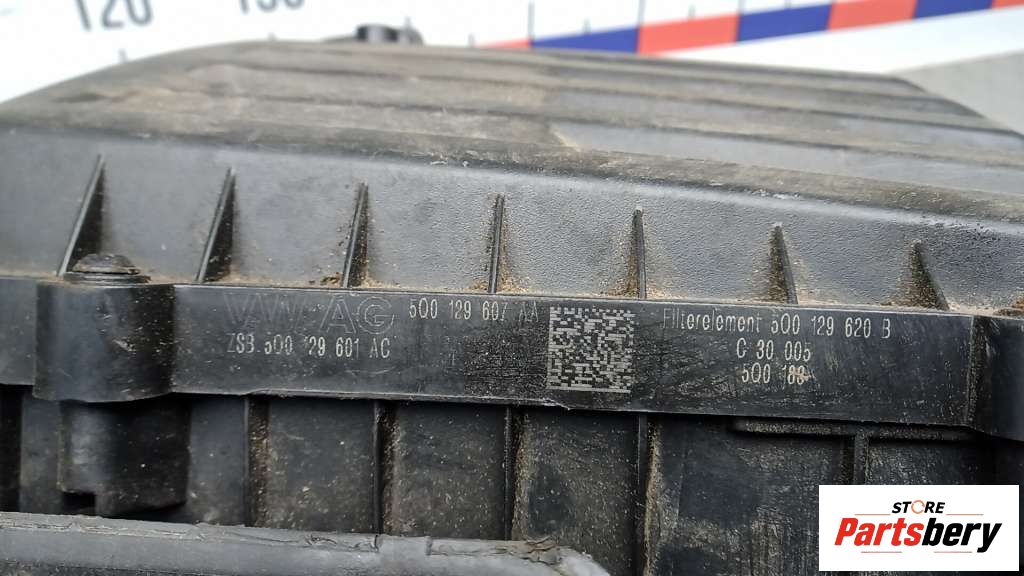 120
VW AG
5Q0 129 607 AA
ZSB 5Q0 129 601 AC
Filterelement 5Q0 129 620 B
C 30 005
5Q0
STORE
Partsbery